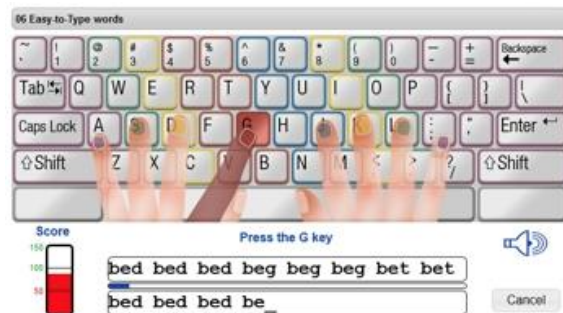 06 Easy-to-Type words
~ ` ! 1 @ 2 # 3 $ 4 % 5 ^ 6 & 7 * 8 ( 9 ) 0 - + = Backspace
Tab Q W E R T Y U I O P { [ } ] \
Caps Lock A S D F G H K L : ; " ' Enter
Shift Z X C V B N M < > ? / Shift
Score
Press the G key
150
100
50
bed bed bed beg beg beg bet bet
bed bed bed be_
Cancel